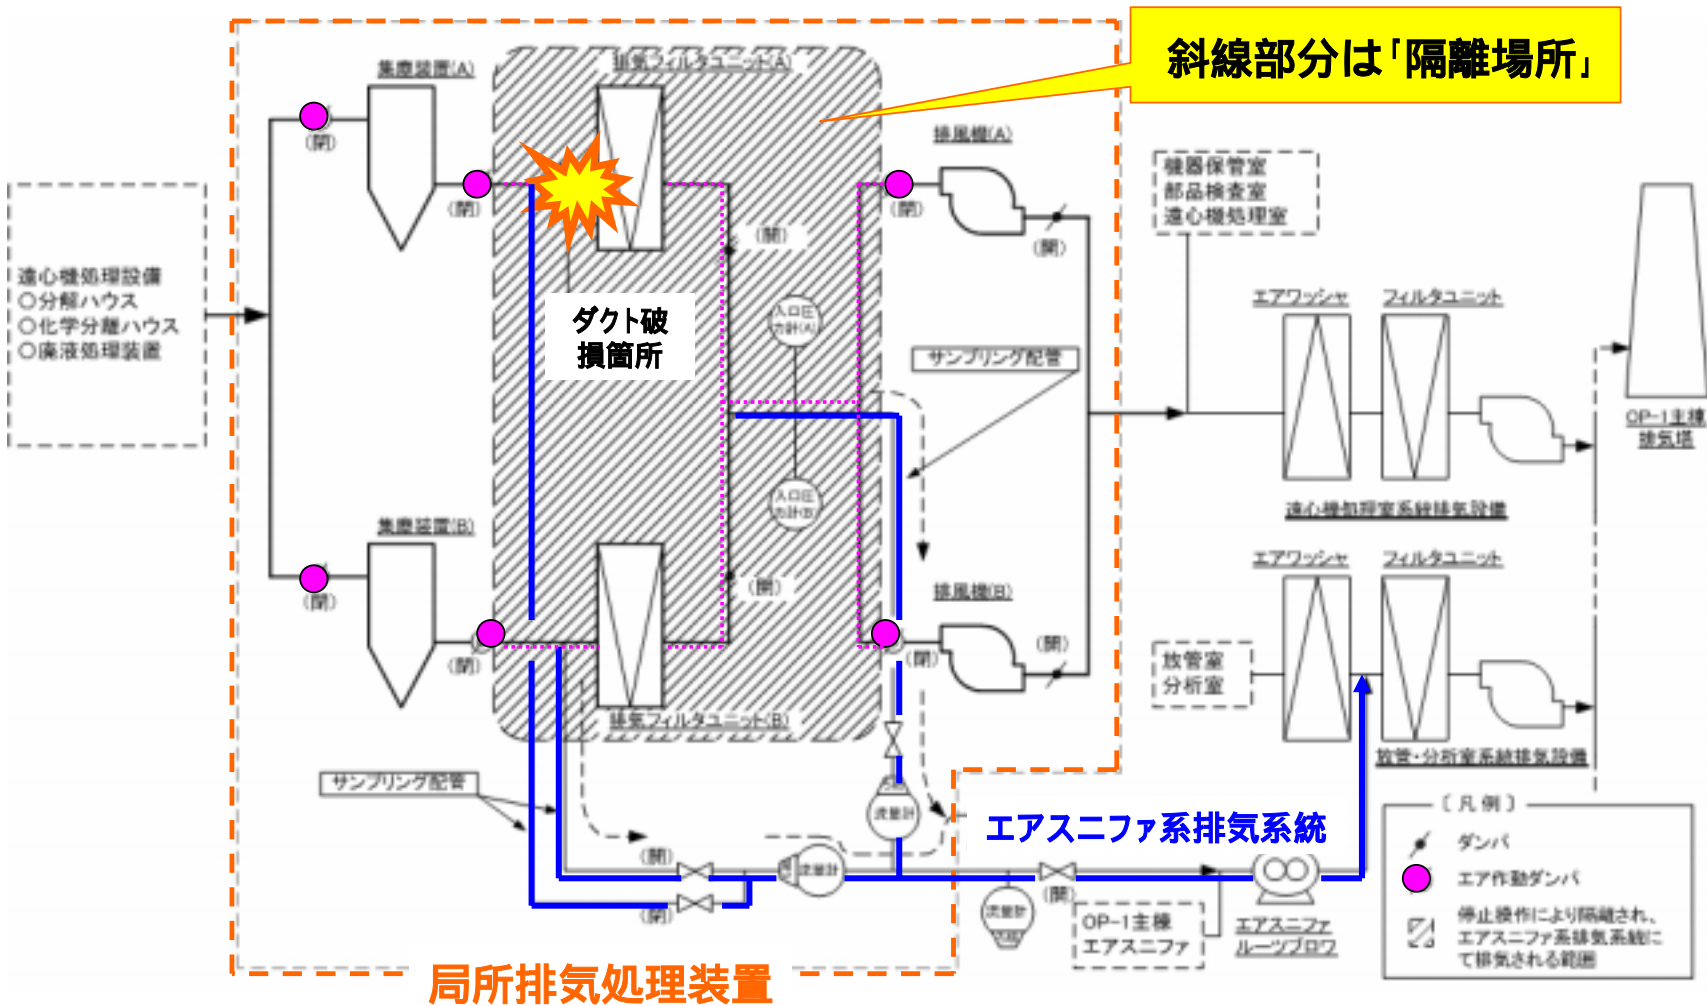 斜線部分は「隔離場所」
集塵装置(A)
排気フィルタユニット(A)
(閉)
(閉)
排風機(A)
(閉)
(開)
機器保管室
部品検査室
遠心機処理室
遠心機処理設備
○分解ハウス
○化学分離ハウス
○廃液処理装置
(開)
ダクト破
損箇所
入口圧
力計(A)
サンプリング配管
エアワッシャ
フィルタユニット
OP-1主棟
排気塔
入口圧
力計(B)
遠心機処理室系統排気設備
集塵装置(B)
(閉)
(閉)
(開)
排風機(B)
(閉)
(開)
エアワッシャ
フィルタユニット
放管室
分析室
排気フィルタユニット(B)
放管・分析室系統排気設備
サンプリング配管
流量計
エアスニファ系排気系統
(開)
流量計
(閉)
流量計
(開)
OP-1主棟
エアスニファ
エアスニファ
ルーツブロワ
〔凡例〕
ダンパ
エア作動ダンパ
停止操作により隔離され、
エアスニファ系排気系統に
て排気される範囲
局所排気処理装置